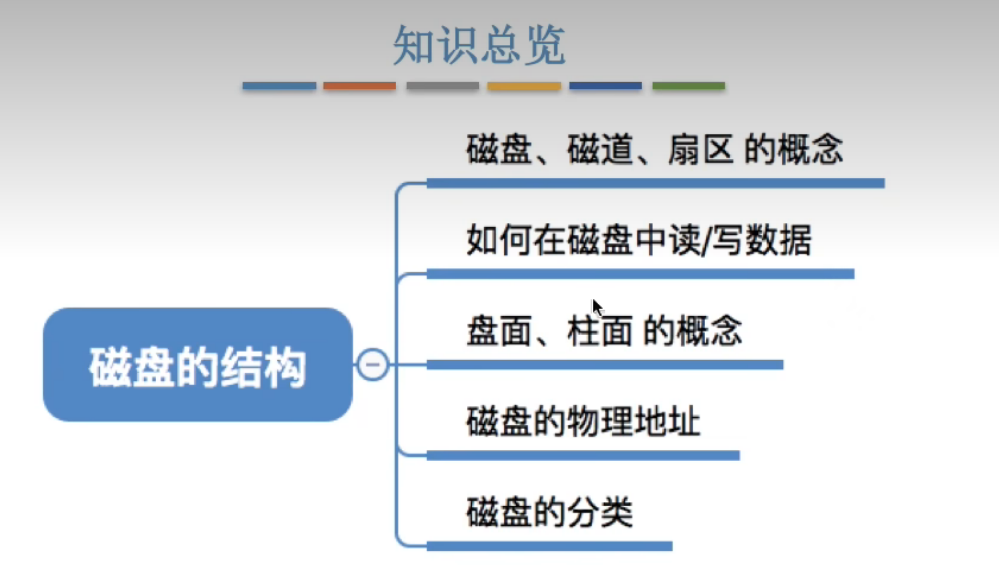 知识总览
磁盘、磁道、扇区 的概念
如何在磁盘中读/写数据
盘面、柱面 的概念
磁盘的结构
磁盘的物理地址
磁盘的分类